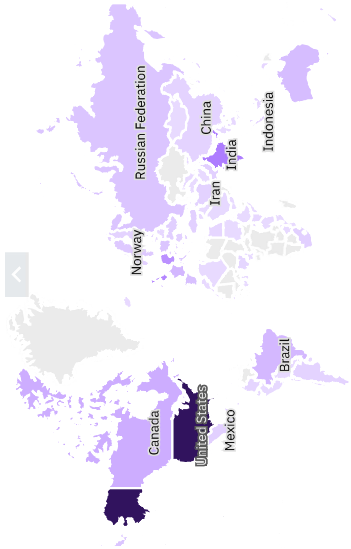 Russian Federation
China
Indonesia
India
Iran
Norway
Brazil
Canada
United States
Mexico